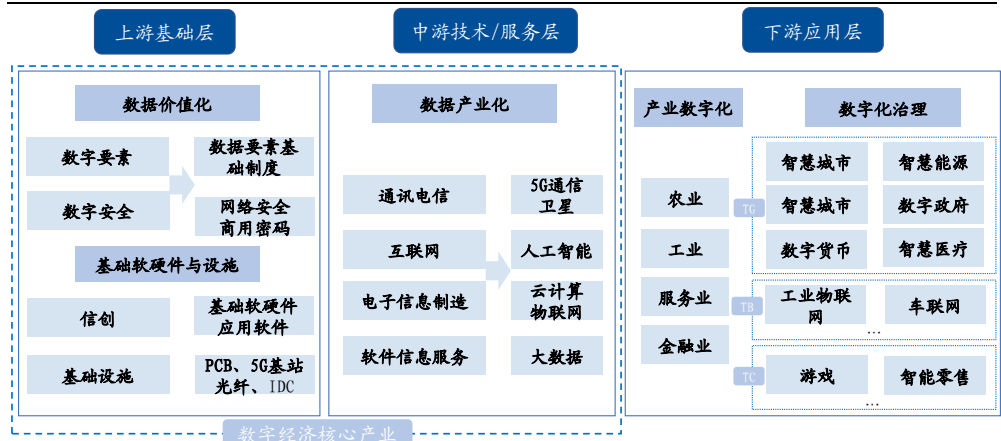 上游基础层
中游技术/服务层
下游应用层
数据价值化
数字要素
数据要素基
础制度
数字安全
网络安全
商用密码
基础软硬件与设施
信创
基础软硬件
应用软件
基础设施
PCB、5G基站
光纤、IDC
数据产业化
通讯电信
5G通信
卫星
互联网
人工智能
电子信息制造
云计算
物联网
软件信息服务
大数据
数字经济核心产业
产业数字化
数字化治理
农业
工业
服务业
金融业
TG
智慧城市
智慧能源
智慧城市
数字政府
数字货币
智慧医疗
TB
工业物联
网
车联网
…
TC
游戏
智能零售
…